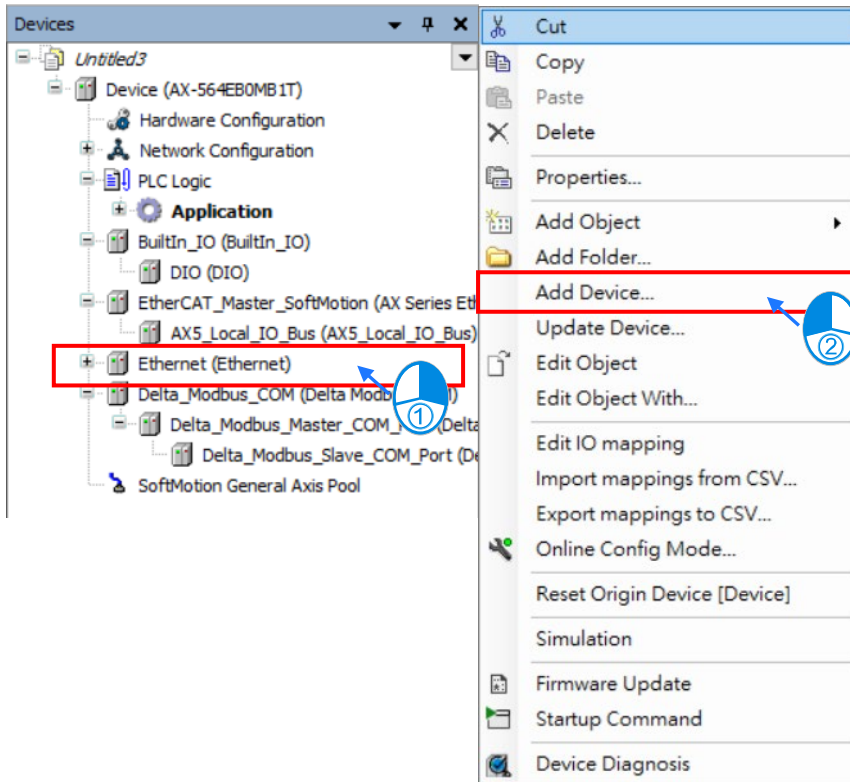 Devices
Untitled3
Device (AX-564EB0MB1T)
Hardware Configuration
Network Configuration
PLC Logic
Application
BuiltIn_IO (BuiltIn_IO)
DIO (DIO)
EtherCAT_Master_SoftMotion (AX Series Eth
AX5_Local_IO_Bus (AX5_Local_IO_Bus)
Ethernet (Ethernet)
Delta_Modbus_COM (Delta Modb
Delta_Modbus_Master_COM_ (Delta
Delta_Modbus_Slave_COM_Port (De
SoftMotion General Axis Pool
①
Cut
Copy
Paste
Delete
Properties...
Add Object
Add Folder...
Add Device...
Update Device...
Edit Object
Edit Object With...
Edit IO mapping
Import mappings from CSV...
Export mappings to CSV...
Online Config Mode...
Reset Origin Device [Device]
Simulation
Firmware Update
Startup Command
Device Diagnosis
②